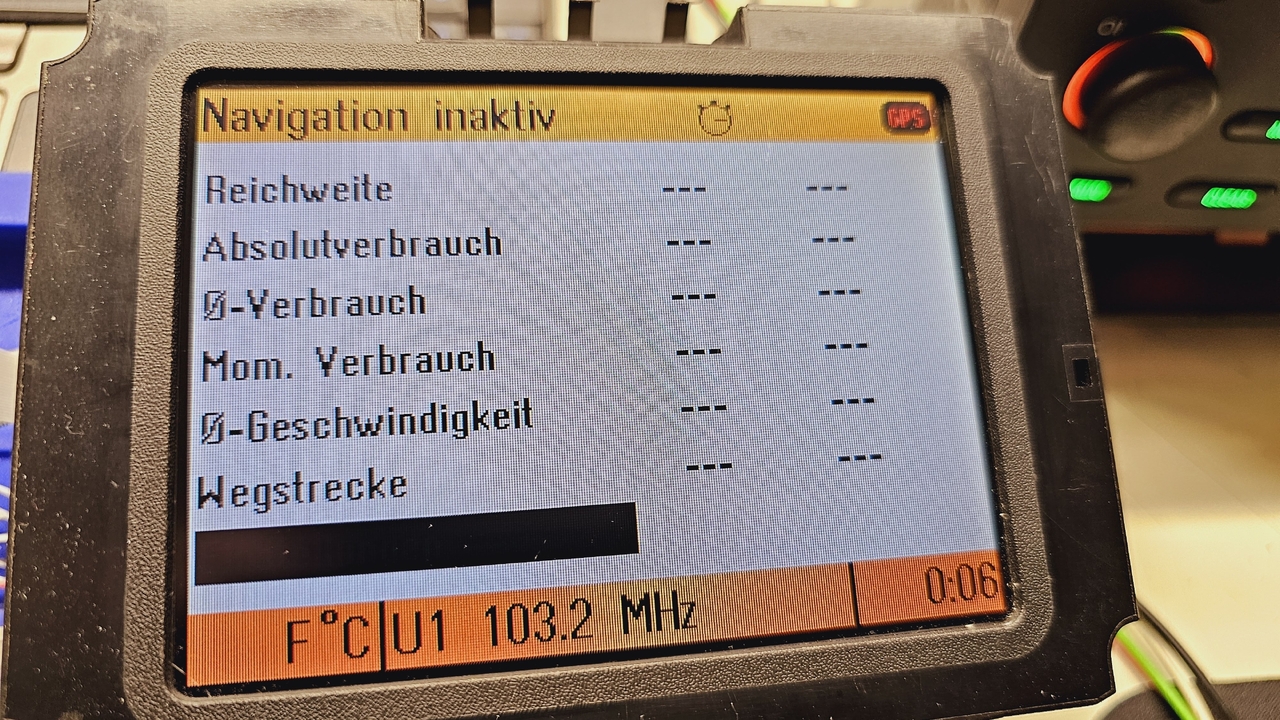 Navigation inaktiv GPS
Reichweite --- ---
Absolutverbrauch --- ---
Ø-Verbrauch --- ---
Mom. Verbrauch --- ---
Ø-Geschwindigkeit --- ---
Wegstrecke --- ---
F°C U1 103.2 MHz 0:06